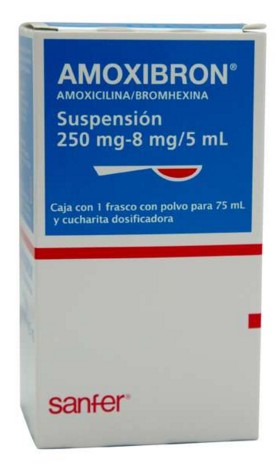 AMOXIBRON®
AMOXICILINA/BROMHEXINA
Suspensión
250 mg-8 mg/5 mL
Caja con 1 frasco con polvo para 75 mL
y cucharita dosificadora
sanfer®